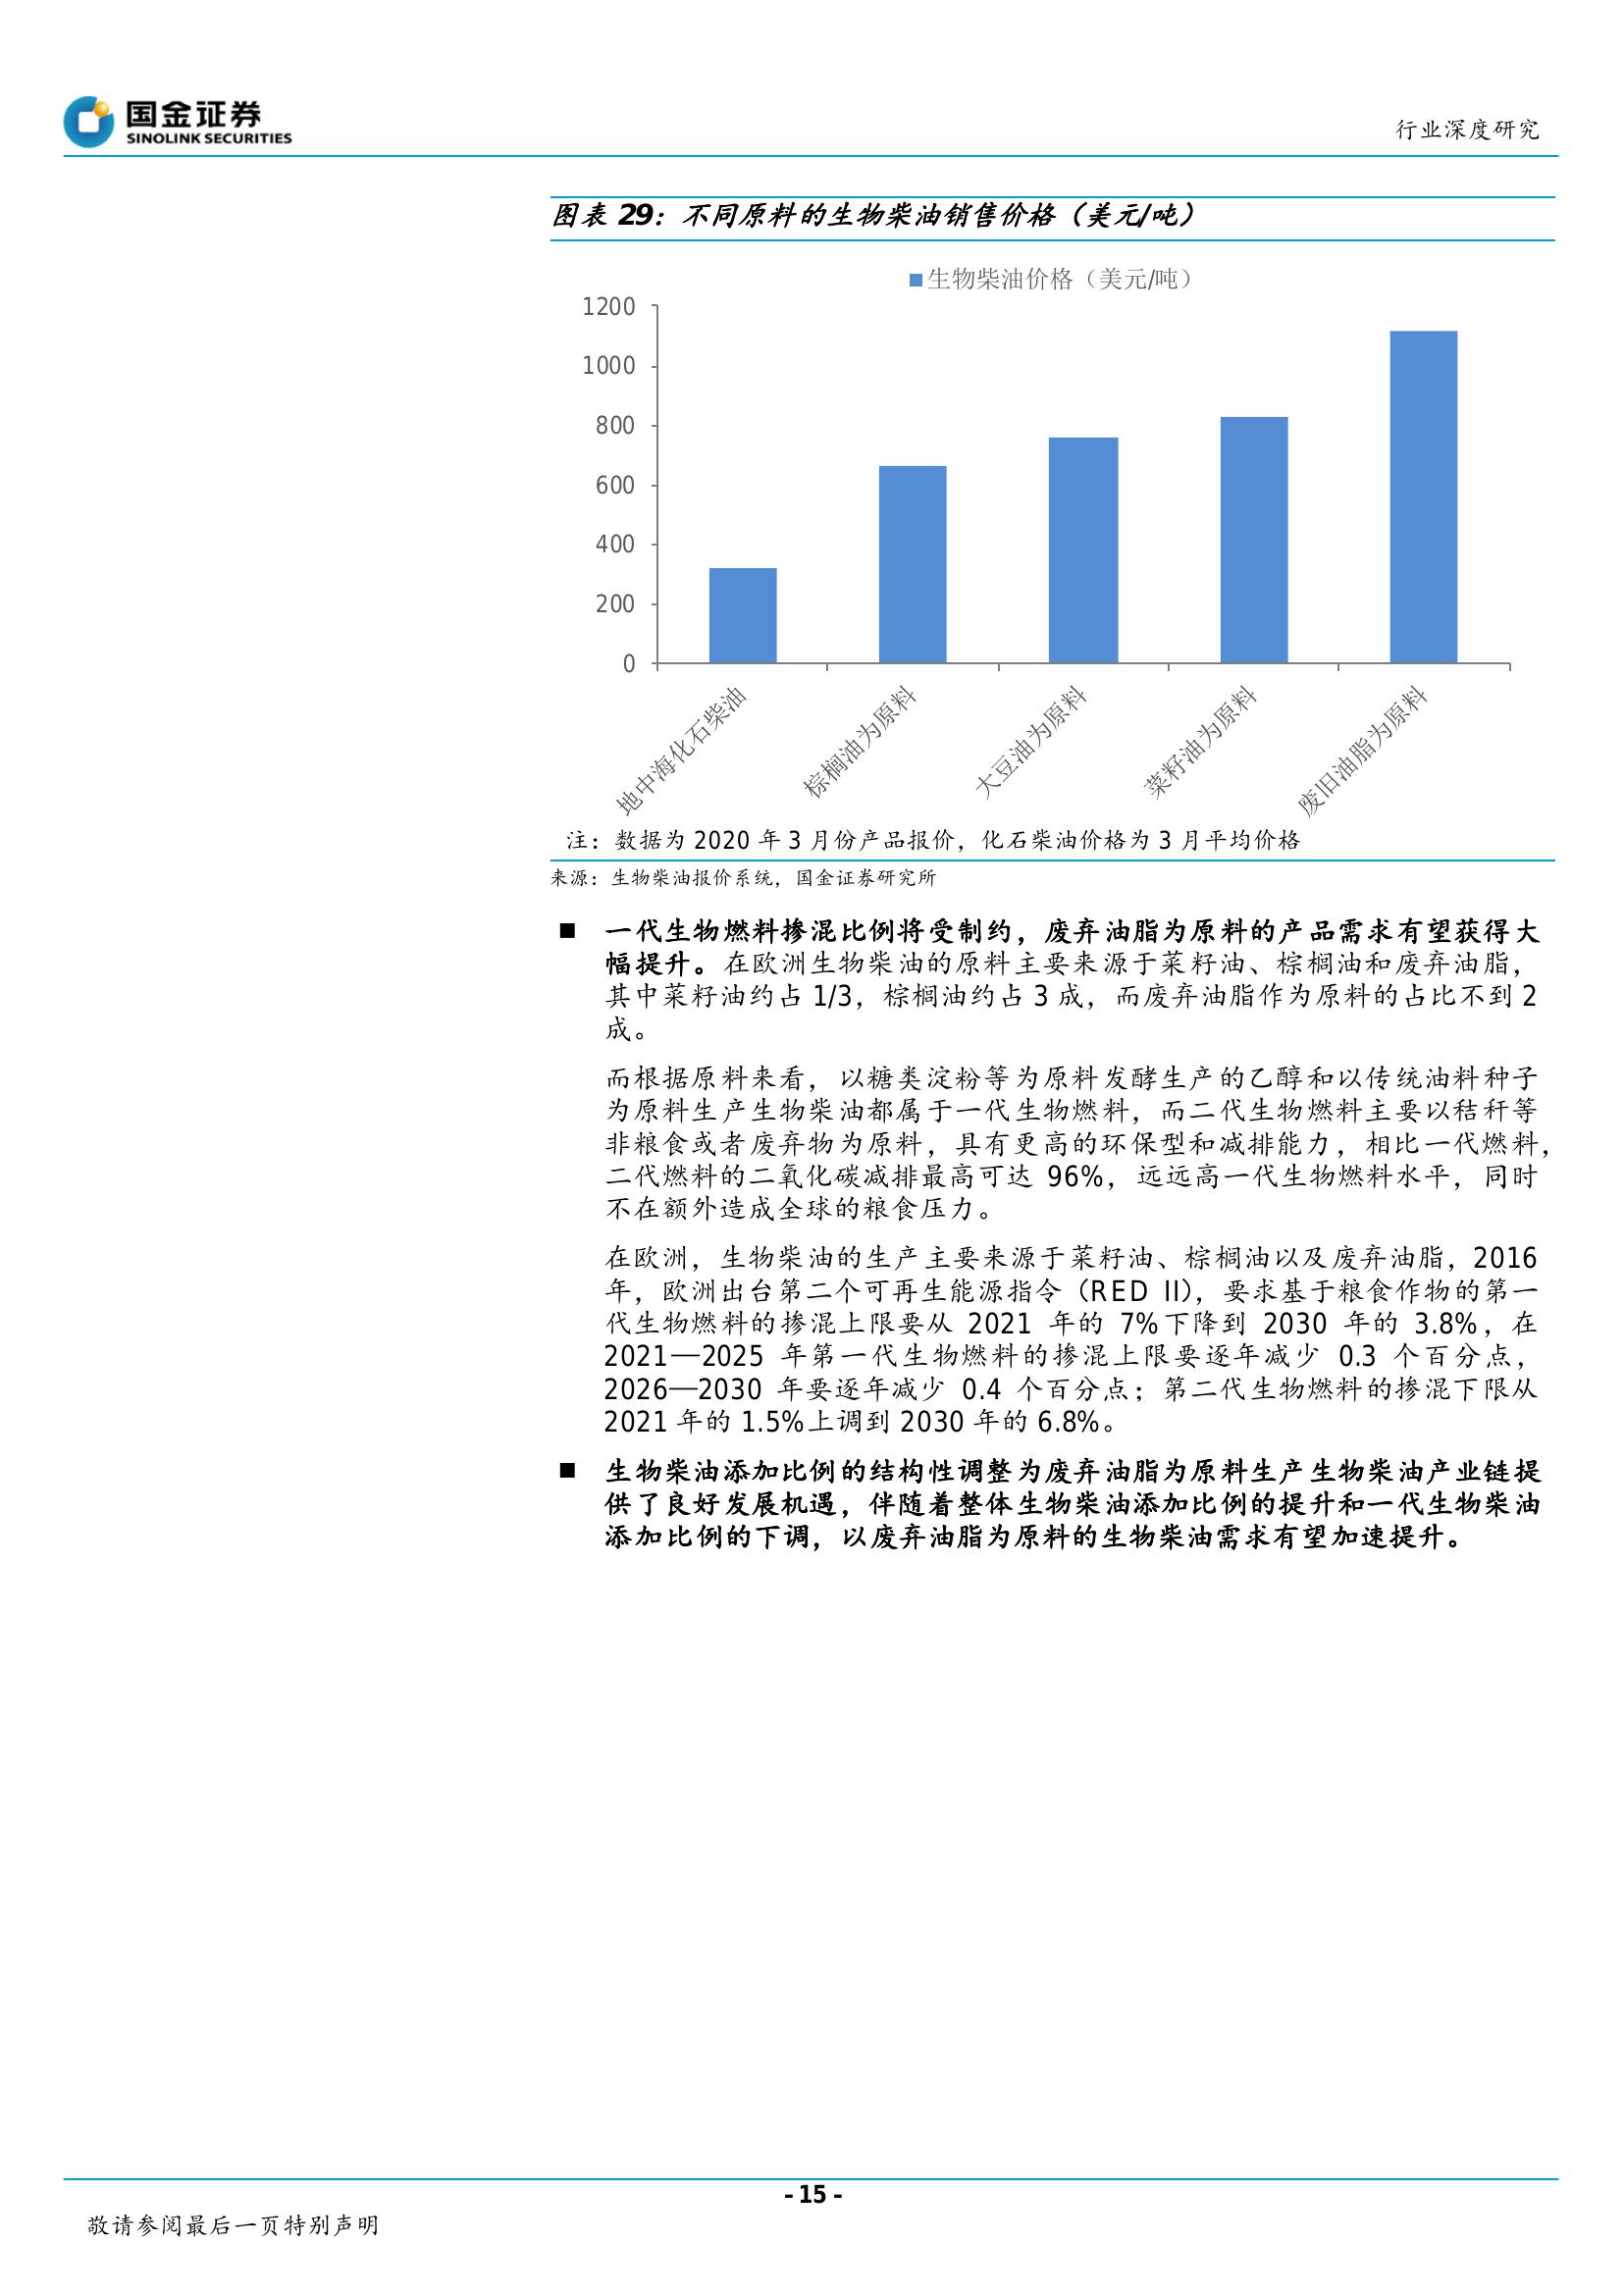 国金证券
SINOLINK SECURITIES
行业深度研究
图表 29：不同原料的生物柴油销售价格（美元/吨）
生物柴油价格（美元/吨）
1200
1000
800
600
400
200
0
地中海化石柴油
棕榈油为原料
大豆油为原料
菜籽油为原料
废旧油脂为原料
注：数据为 2020 年 3 月份产品报价，化石柴油价格为 3 月平均价格
来源：生物柴油报价系统，国金证券研究所
■ 一代生物燃料掺混比例将受制约，废弃油脂为原料的产品需求有望获得大
幅提升。在欧洲生物柴油的原料主要来源于菜籽油、棕榈油和废弃油脂，
其中菜籽油约占 1/3，棕榈油约占 3 成，而废弃油脂作为原料的占比不到 2
成。
而根据原料来看，以糖类淀粉等为原料发酵生产的乙醇和以传统油料种子
为原料生产生物柴油都属于一代生物燃料，而二代生物燃料主要以秸秆等
非粮食或者废弃物为原料，具有更高的环保型和减排能力，相比一代燃料，
二代燃料的二氧化碳减排最高可达 96%，远远高一代生物燃料水平，同时
不在额外造成全球的粮食压力。
在欧洲，生物柴油的生产主要来源于菜籽油、棕榈油以及废弃油脂，2016
年，欧洲出台第二个可再生能源指令（RED II），要求基于粮食作物的第一
代生物燃料的掺混上限要从 2021 年的 7%下降到 2030 年的 3.8%，在
2021—2025 年第一代生物燃料的掺混上限要逐年减少 0.3 个百分点，
2026—2030 年要逐年减少 0.4 个百分点；第二代生物燃料的掺混下限从
2021 年的 1.5%上调到 2030 年的 6.8%。
■ 生物柴油添加比例的结构性调整为废弃油脂为原料生产生物柴油产业链提
供了良好发展机遇，伴随着整体生物柴油添加比例的提升和一代生物柴油
添加比例的下调，以废弃油脂为原料的生物柴油需求有望加速提升。
- 15 -
敬请参阅最后一页特别声明